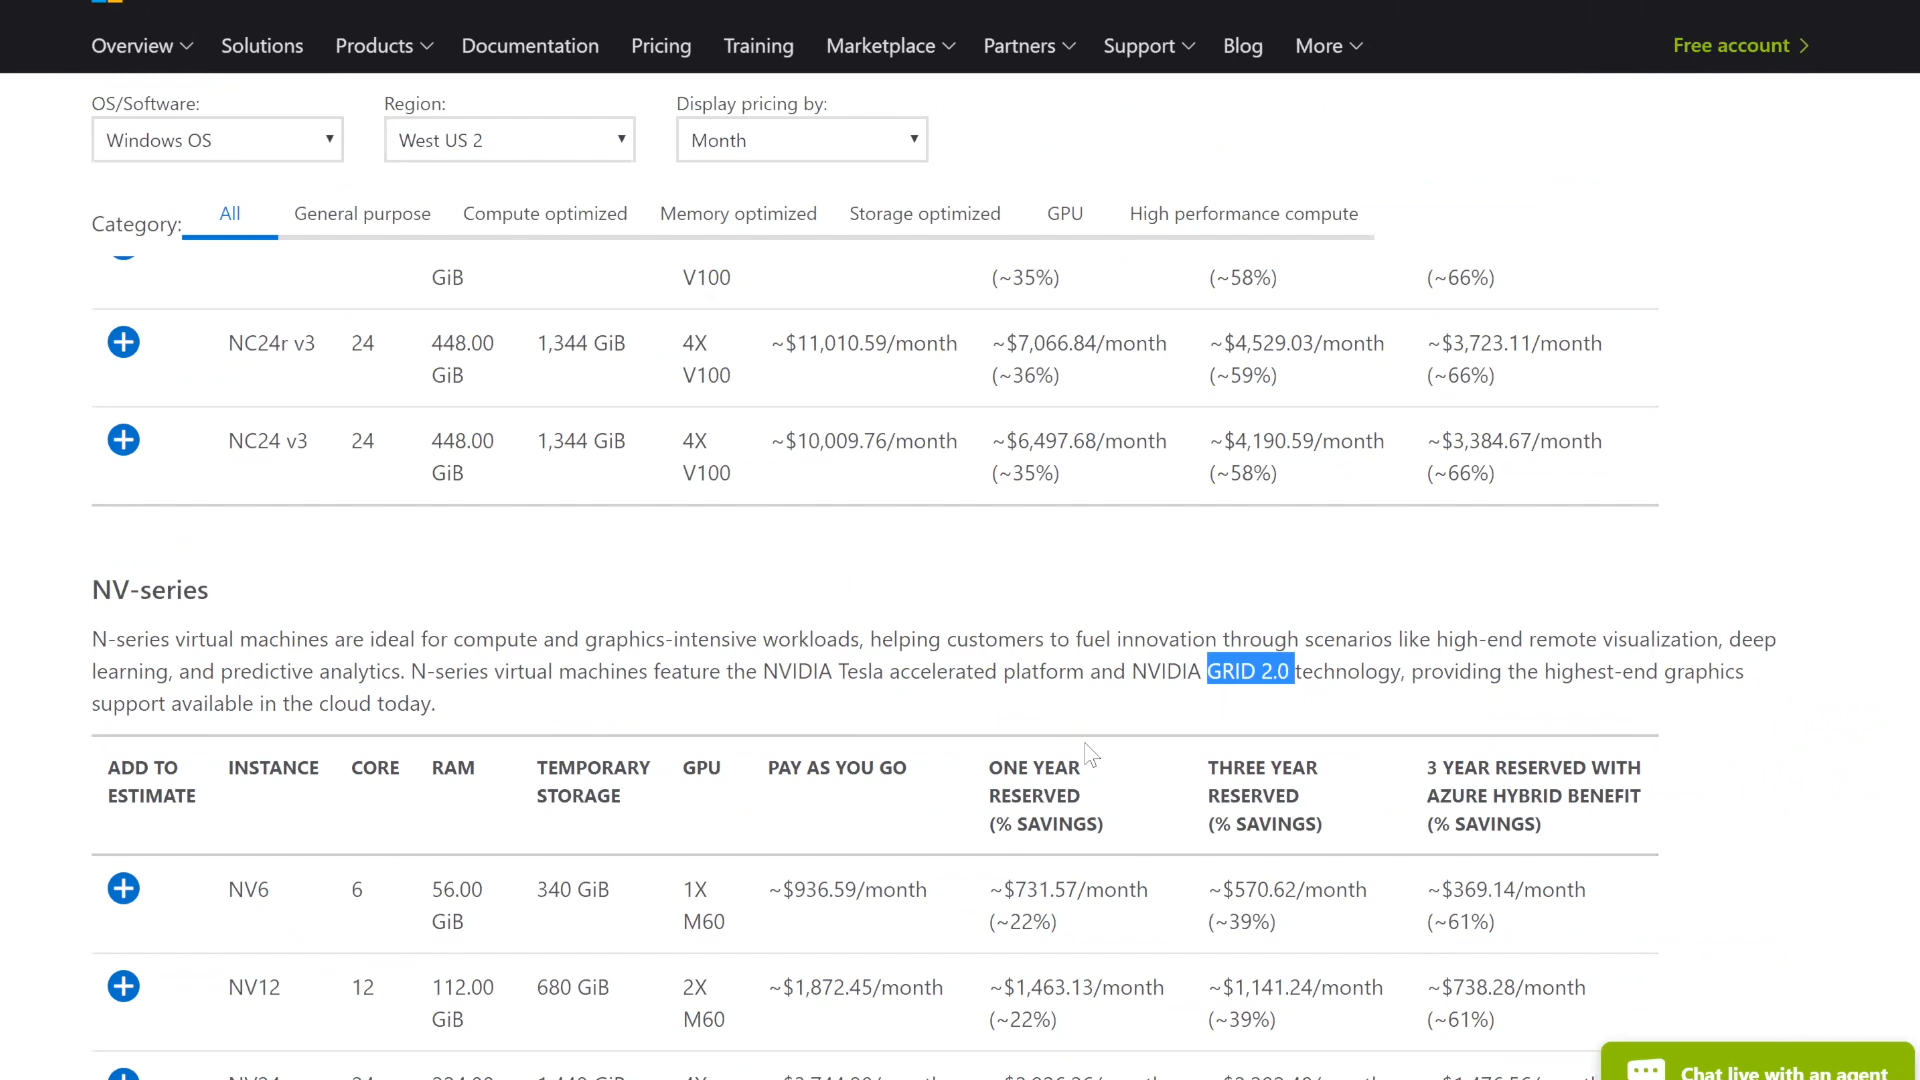 Overview Solutions Products Documentation Pricing Training Marketplace Partners Support Blog More Free account
OS/Software: Region: Display pricing by:
Windows OS West US 2 Month
Category: All General purpose Compute optimized Memory optimized Storage optimized GPU High performance compute
GiB V100 (~35%) (~58%) (~66%)
NC24r v3 24 448.00 1,344 GiB 4X ~$11,010.59/month ~$7,066.84/month ~$4,529.03/month ~$3,723.11/month
GiB V100 (~36%) (~59%) (~66%)
NC24 v3 24 448.00 1,344 GiB 4X ~$10,009.76/month ~$6,497.68/month ~$4,190.59/month ~$3,384.67/month
GiB V100 (~35%) (~58%) (~66%)
NV-series
N-series virtual machines are ideal for compute and graphics-intensive workloads, helping customers to fuel innovation through scenarios like high-end remote visualization, deep
learning, and predictive analytics. N-series virtual machines feature the NVIDIA Tesla accelerated platform and NVIDIA GRID 2.0 technology, providing the highest-end graphics
support available in the cloud today.
ADD TO INSTANCE CORE RAM TEMPORARY GPU PAY AS YOU GO ONE YEAR THREE YEAR 3 YEAR RESERVED WITH
ESTIMATE STORAGE RESERVED RESERVED AZURE HYBRID BENEFIT
(% SAVINGS) (% SAVINGS) (% SAVINGS)
NV6 6 56.00 340 GiB 1X ~$936.59/month ~$731.57/month ~$570.62/month ~$369.14/month
GiB M60 (~22%) (~39%) (~61%)
NV12 12 112.00 680 GiB 2X ~$1,872.45/month ~$1,463.13/month ~$1,141.24/month ~$738.28/month
GiB M60 (~22%) (~39%) (~61%)
Chat live with an agent